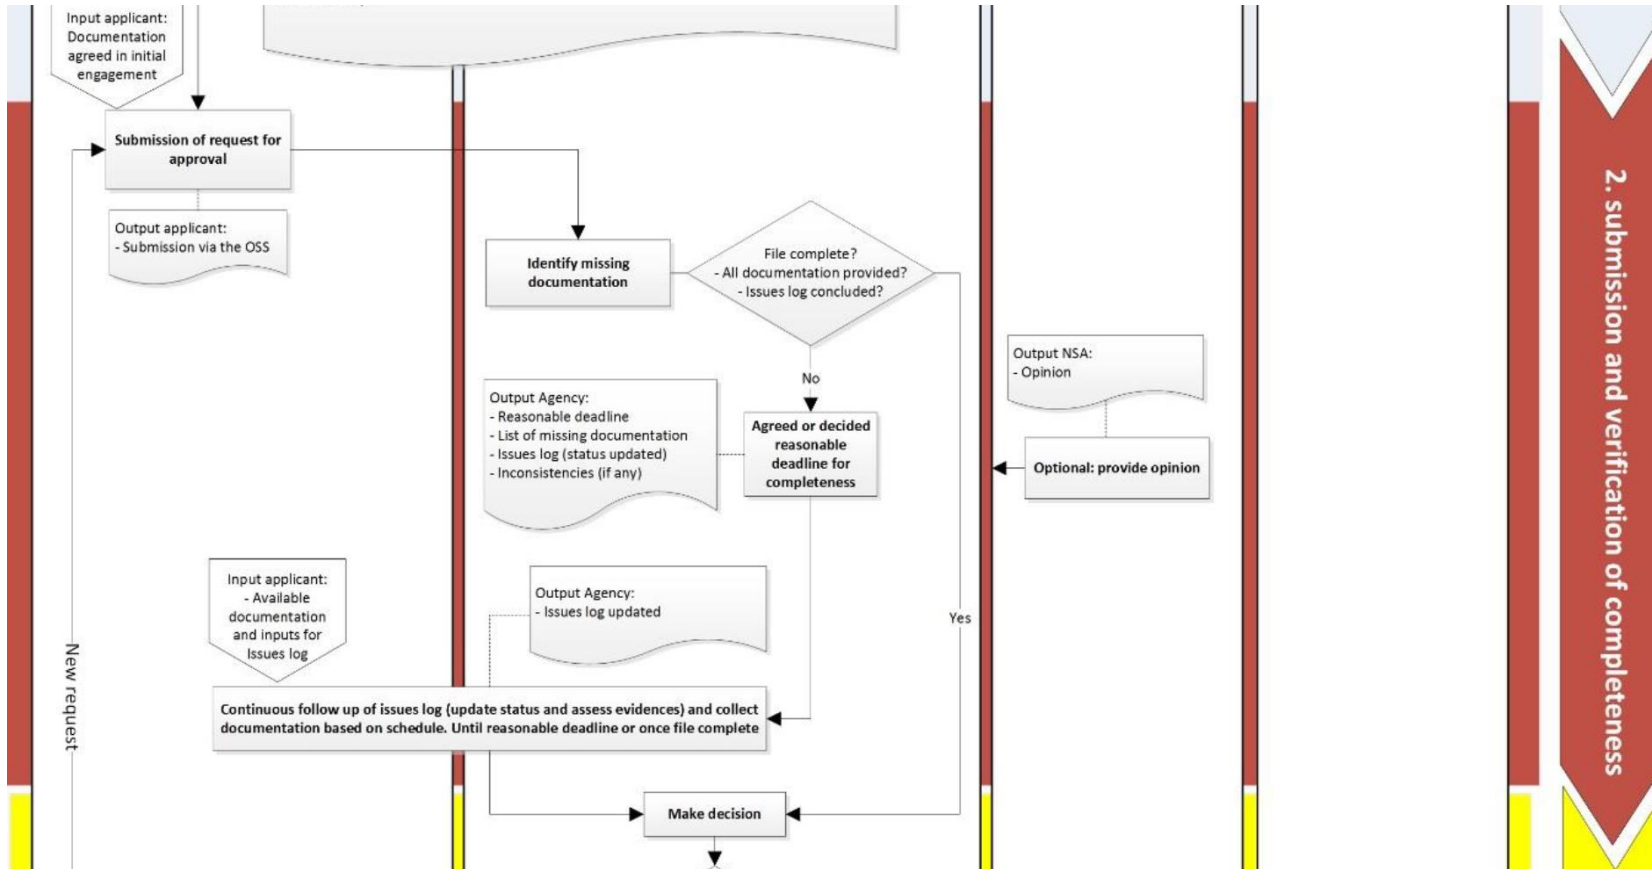 Input applicant:
Documentation
agreed in initial
engagement
Submission of request for
approval
Output applicant:
- Submission via the OSS
Identify missing
documentation
File complete?
- All documentation provided?
- Issues log concluded?
No
Yes
Output Agency:
- Reasonable deadline
- List of missing documentation
- Issues log (status updated)
- Inconsistencies (if any)
Agreed or decided
reasonable
deadline for
completeness
Output NSA:
- Opinion
Optional: provide opinion
Input applicant:
- Available
documentation
and inputs for
Issues log
Output Agency:
- Issues log updated
Continuous follow up of issues log (update status and assess evidences) and collect
documentation based on schedule. Until reasonable deadline or once file complete
New request
Make decision
2. submission and verification of completeness